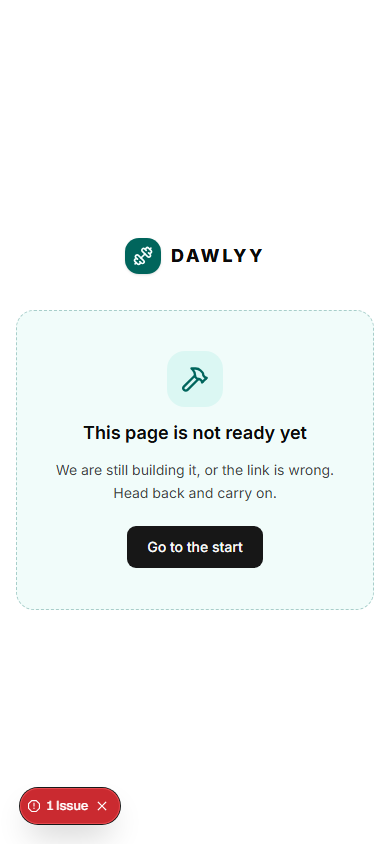 DAWLYY
This page is not ready yet
We are still building it, or the link is wrong.
Head back and carry on.
Go to the start
1 Issue